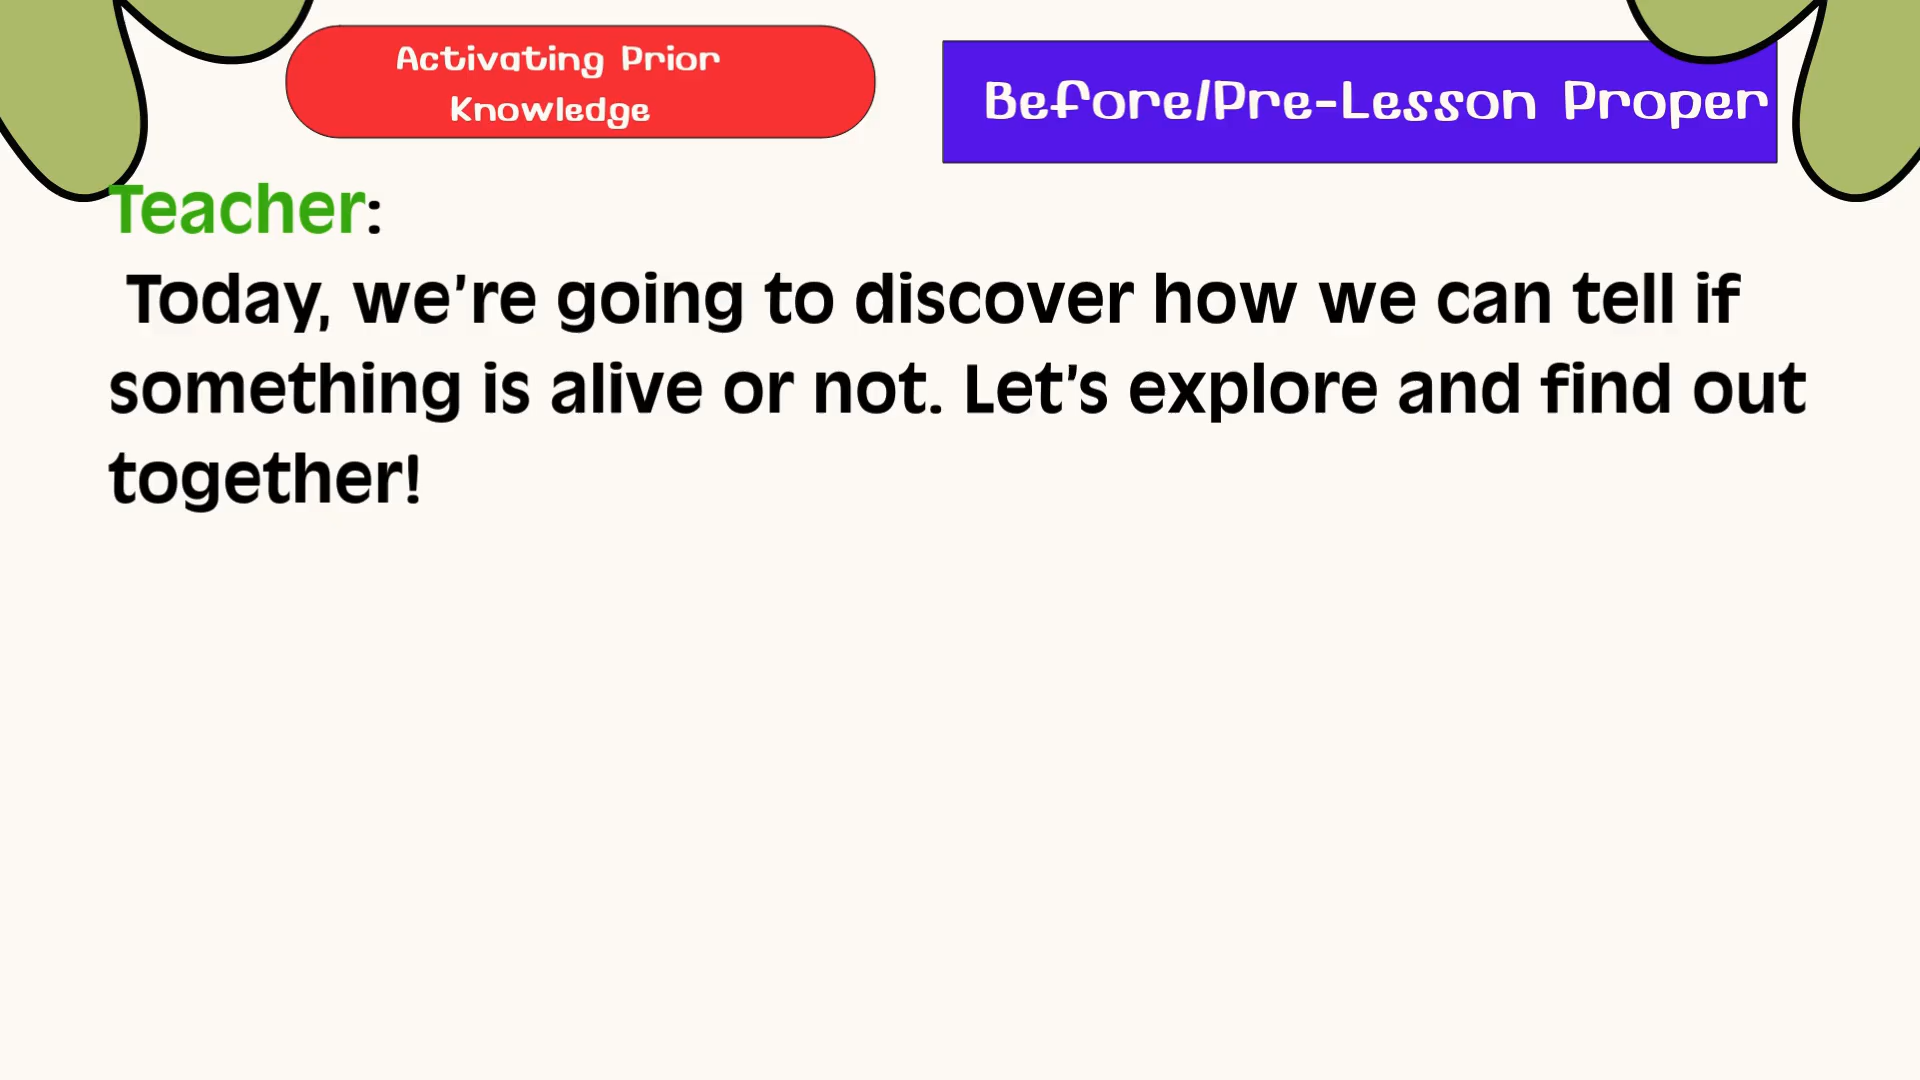 Activating Prior
Knowledge
Before/Pre-Lesson Proper
Teacher:
Today, we're going to discover how we can tell if
something is alive or not. Let's explore and find out
together!